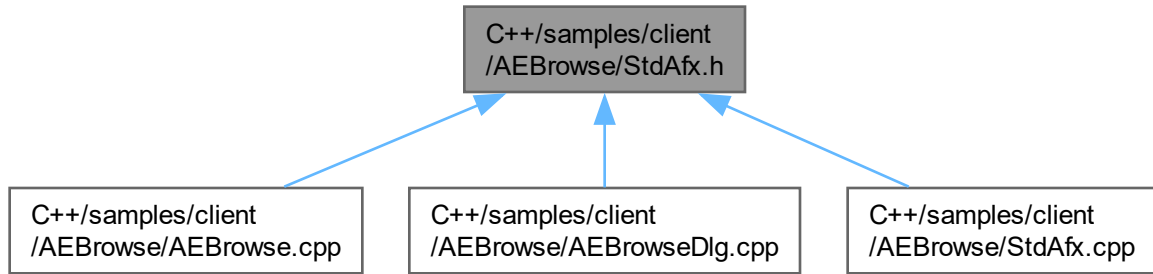 C++/samples/client
/AEBrowse/StdAfx.h
C++/samples/client
/AEBrowse/AEBrowse.cpp
C++/samples/client
/AEBrowse/AEBrowseDlg.cpp
C++/samples/client
/AEBrowse/StdAfx.cpp